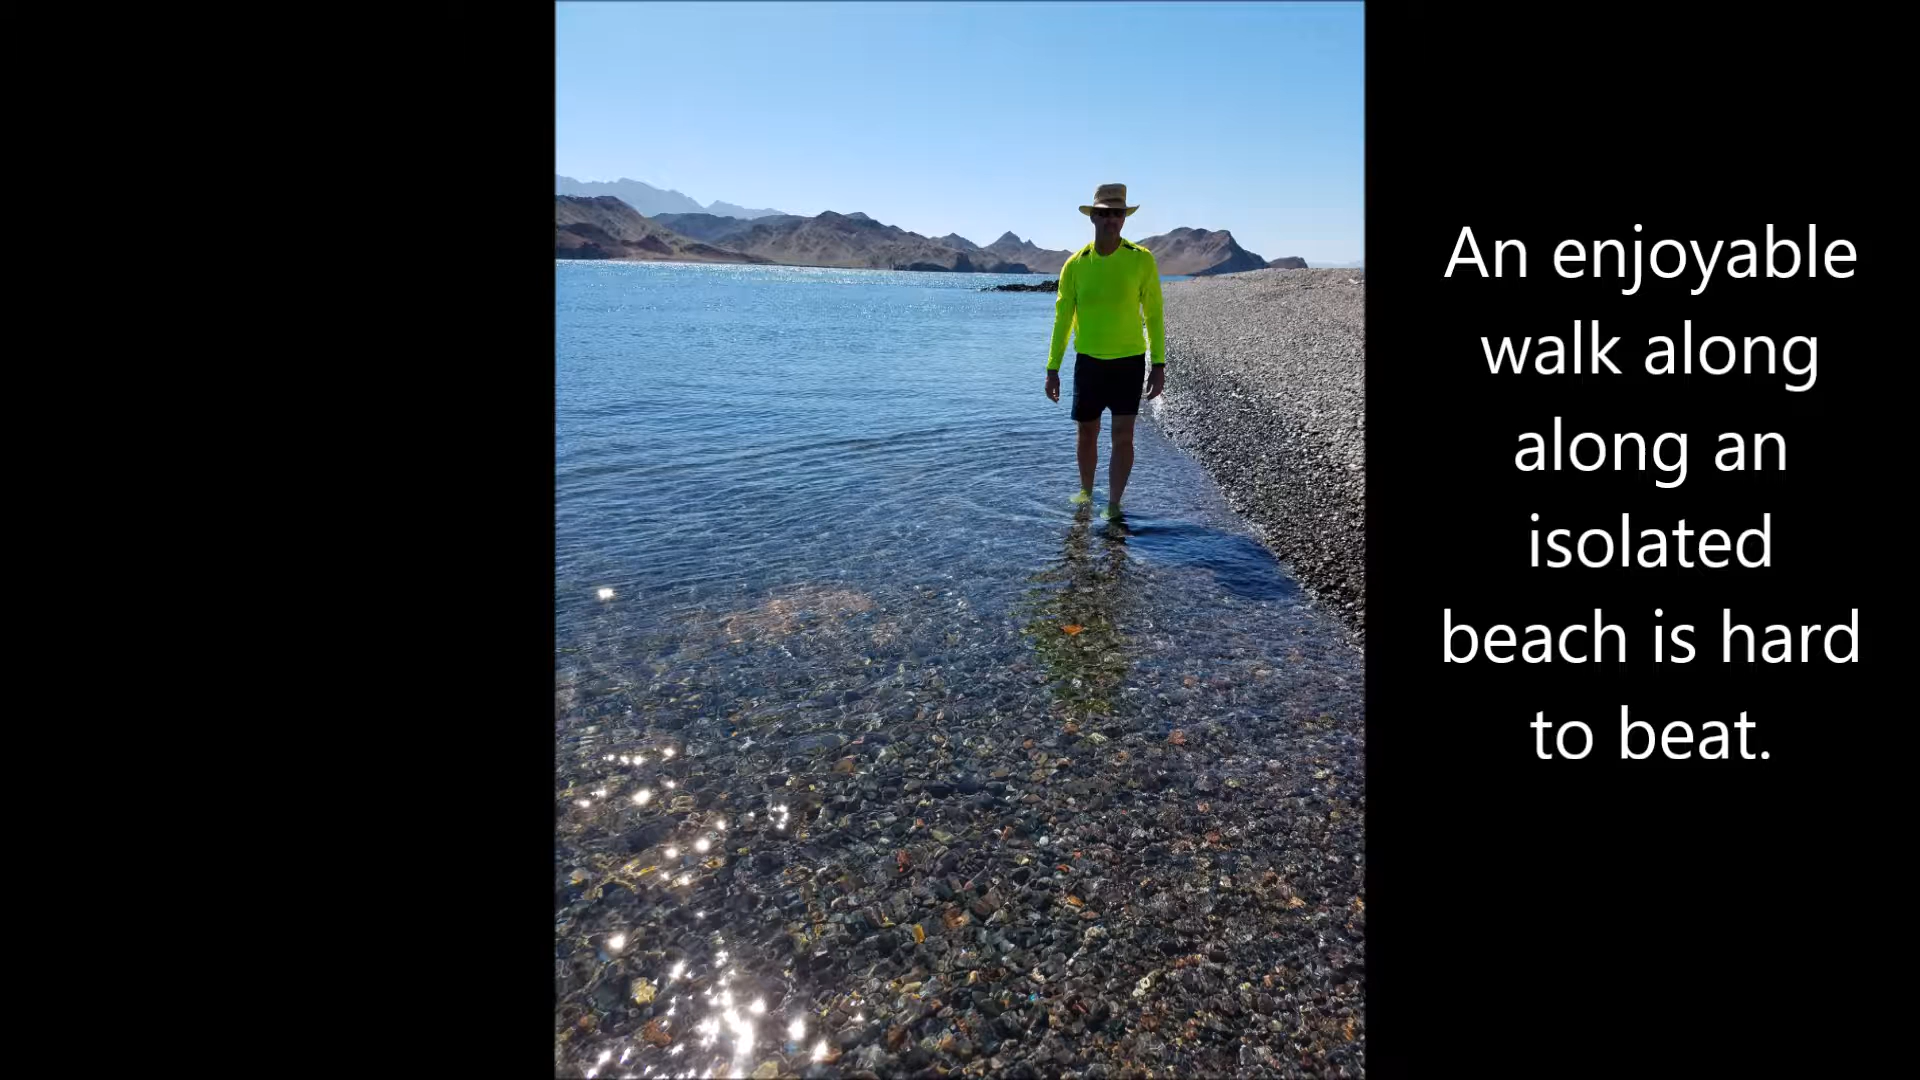 An enjoyable
walk along
along an
isolated
beach is hard
to beat.